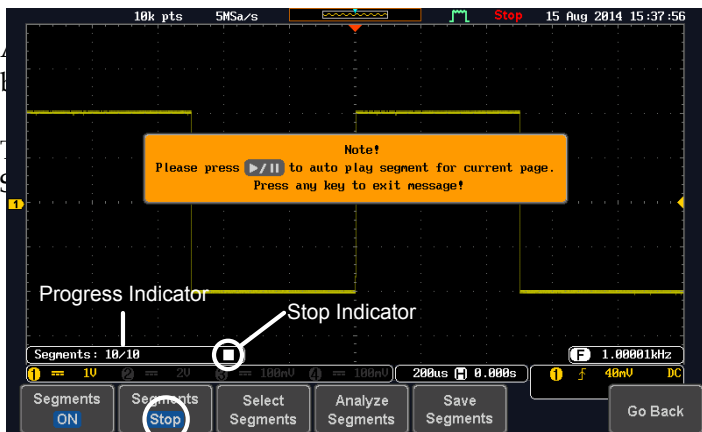 10k pts 5MSa/s Stop 15 Aug 2014 15:37:56
Note!
Please press ▶/II to auto play segment for current page.
Press any key to exit message!
1
Progress Indicator
Stop Indicator
Segments: 10/10
F 1.00001kHz
1 1V 2 2V 3 100mV 4 100mV 200us H 0.000s 1 40mV DC
Segments ON
Segments Stop
Select Segments
Analyze Segments
Save Segments
Go Back